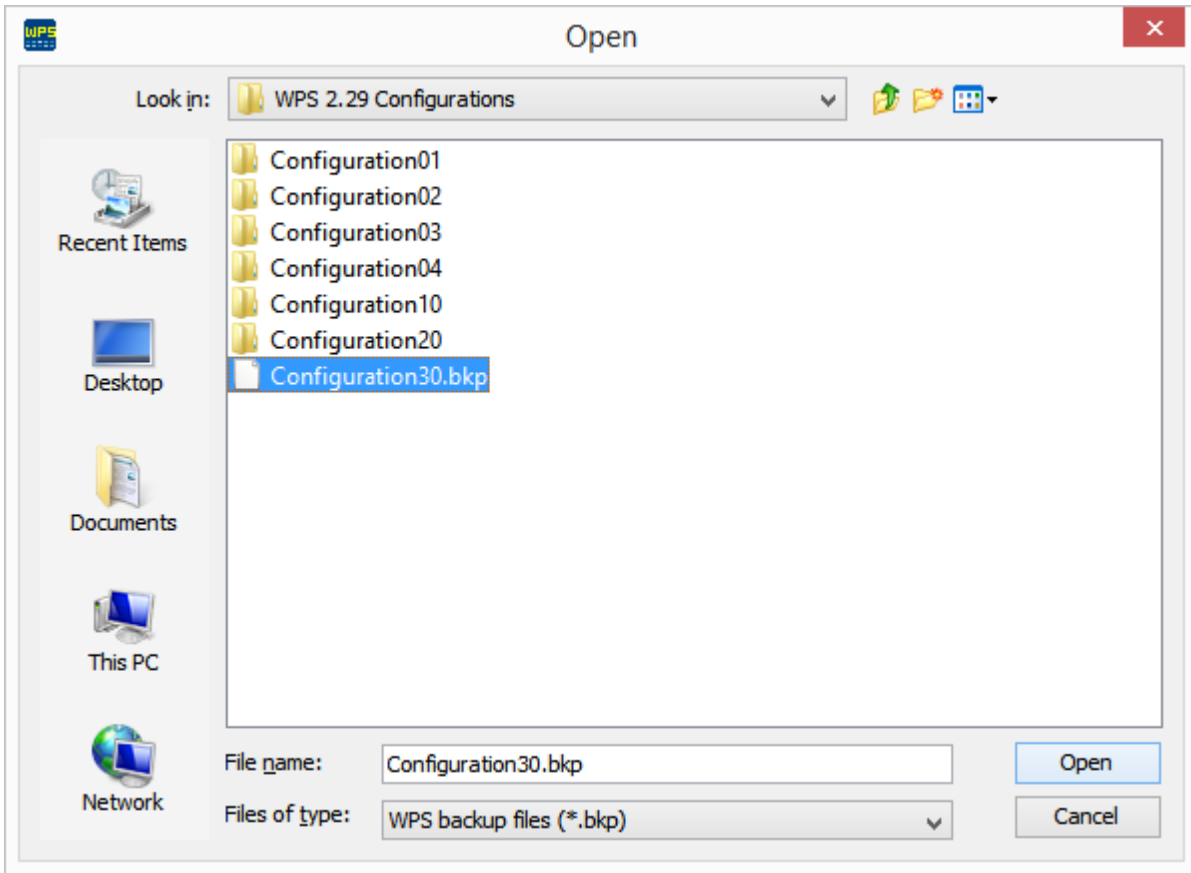 WPS
Open
Look in:
WPS 2.29 Configurations
Configuration01
Configuration02
Configuration03
Configuration04
Configuration10
Configuration20
Configuration30.bkp
Recent Items
Desktop
Documents
This PC
Network
File name:
Configuration30.bkp
Open
Files of type:
WPS backup files (*.bkp)
Cancel